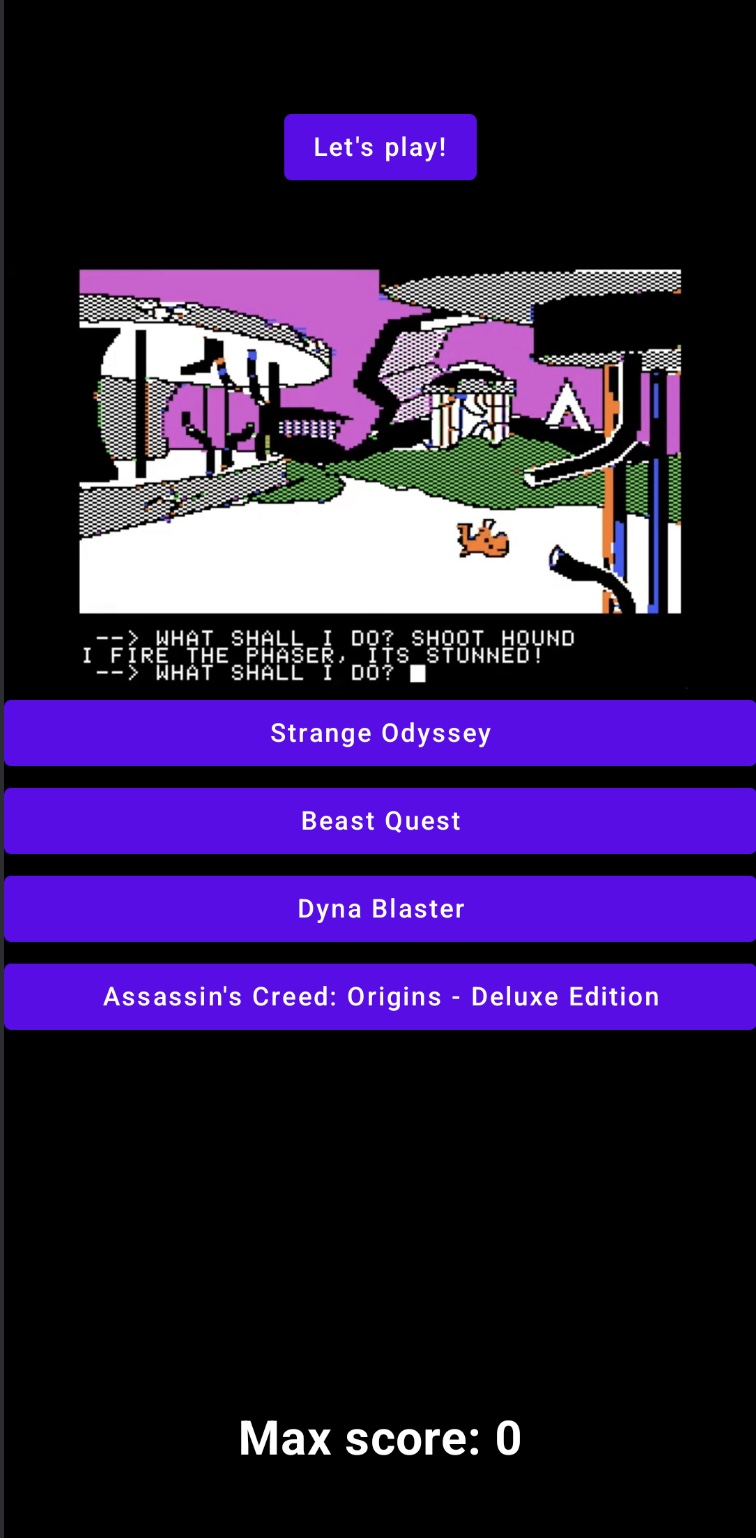 Let's play!
--> WHAT SHALL I DO? SHOOT HOUND
I FIRE THE PHASER, ITS STUNNED!
--> WHAT SHALL I DO?
Strange Odyssey
Beast Quest
Dyna Blaster
Assassin's Creed: Origins - Deluxe Edition
Max score: 0